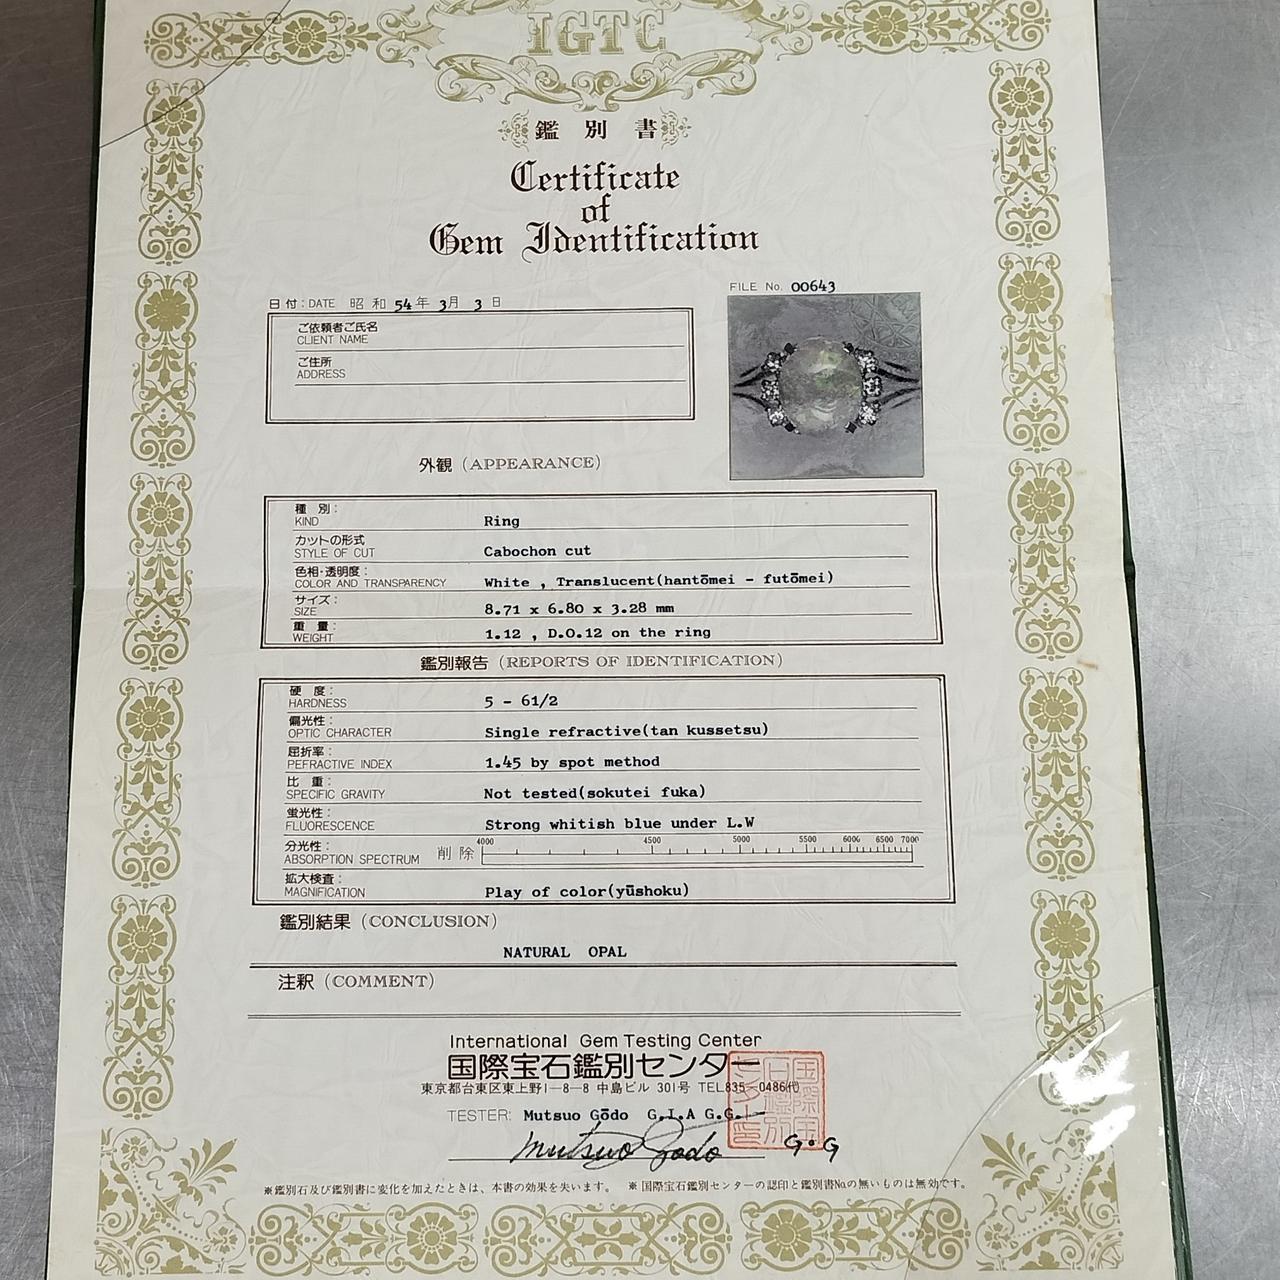 IGTC
鑑別書
Certificate
of
Gem Identification
日付:DATE 昭和54年3月3日
FILE No. 00643
ご依頼者ご氏名
CLIENT NAME
ご住所
ADDRESS
外観 (APPEARANCE)
種別:
KIND Ring
カットの形式
STYLE OF CUT Cabochon cut
色相・透明度:
COLOR AND TRANSPARENCY White , Translucent(hantōmei - futōmei)
サイズ:
SIZE 8.71 x 6.80 x 3.28 mm
重量:
WEIGHT 1.12 , D.0.12 on the ring
鑑別報告 (REPORTS OF IDENTIFICATION)
硬度:
HARDNESS 5 - 61/2
偏光性:
OPTIC CHARACTER Single refractive(tan kussetsu)
屈折率:
PEFRACTIVE INDEX 1.45 by spot method
比重:
SPECIFIC GRAVITY Not tested(sokutei fuka)
蛍光性:
FLUORESCENCE Strong whitish blue under L.W
分光性:
ABSORPTION SPECTRUM 削除 4000 4500 5000 5500 6000 6500 7000
拡大検査:
MAGNIFICATION Play of color(yūshoku)
鑑別結果 (CONCLUSION)
NATURAL OPAL
注釈 (COMMENT)
International Gem Testing Center
国際宝石鑑別センター
東京都台東区東上野1-8-8 中島ビル 301号 TEL835-0486代
TESTER: Mutsuo Gōdo G.I.A G.G.
Mutsuo Godo G.G
※鑑別石及び鑑別書に変化を加えたときは、本書の効果を失います。 ※国際宝石鑑別センターの認印と鑑別書No.の無いものは無効です。